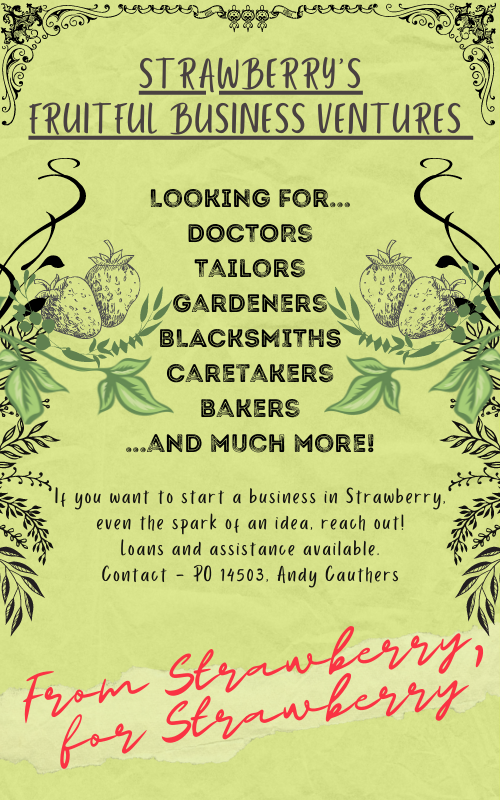 STRAWBERRY'S
FRUITFUL BUSINESS VENTURES
LOOKING FOR...
DOCTORS
TAILORS
GARDENERS
BLACKSMITHS
CARETAKERS
BAKERS
...AND MUCH MORE!
If you want to start a business in Strawberry,
even the spark of an idea, reach out!
Loans and assistance available.
Contact - PO 14503, Andy Cauthers
From Strawberry,
for Strawberry